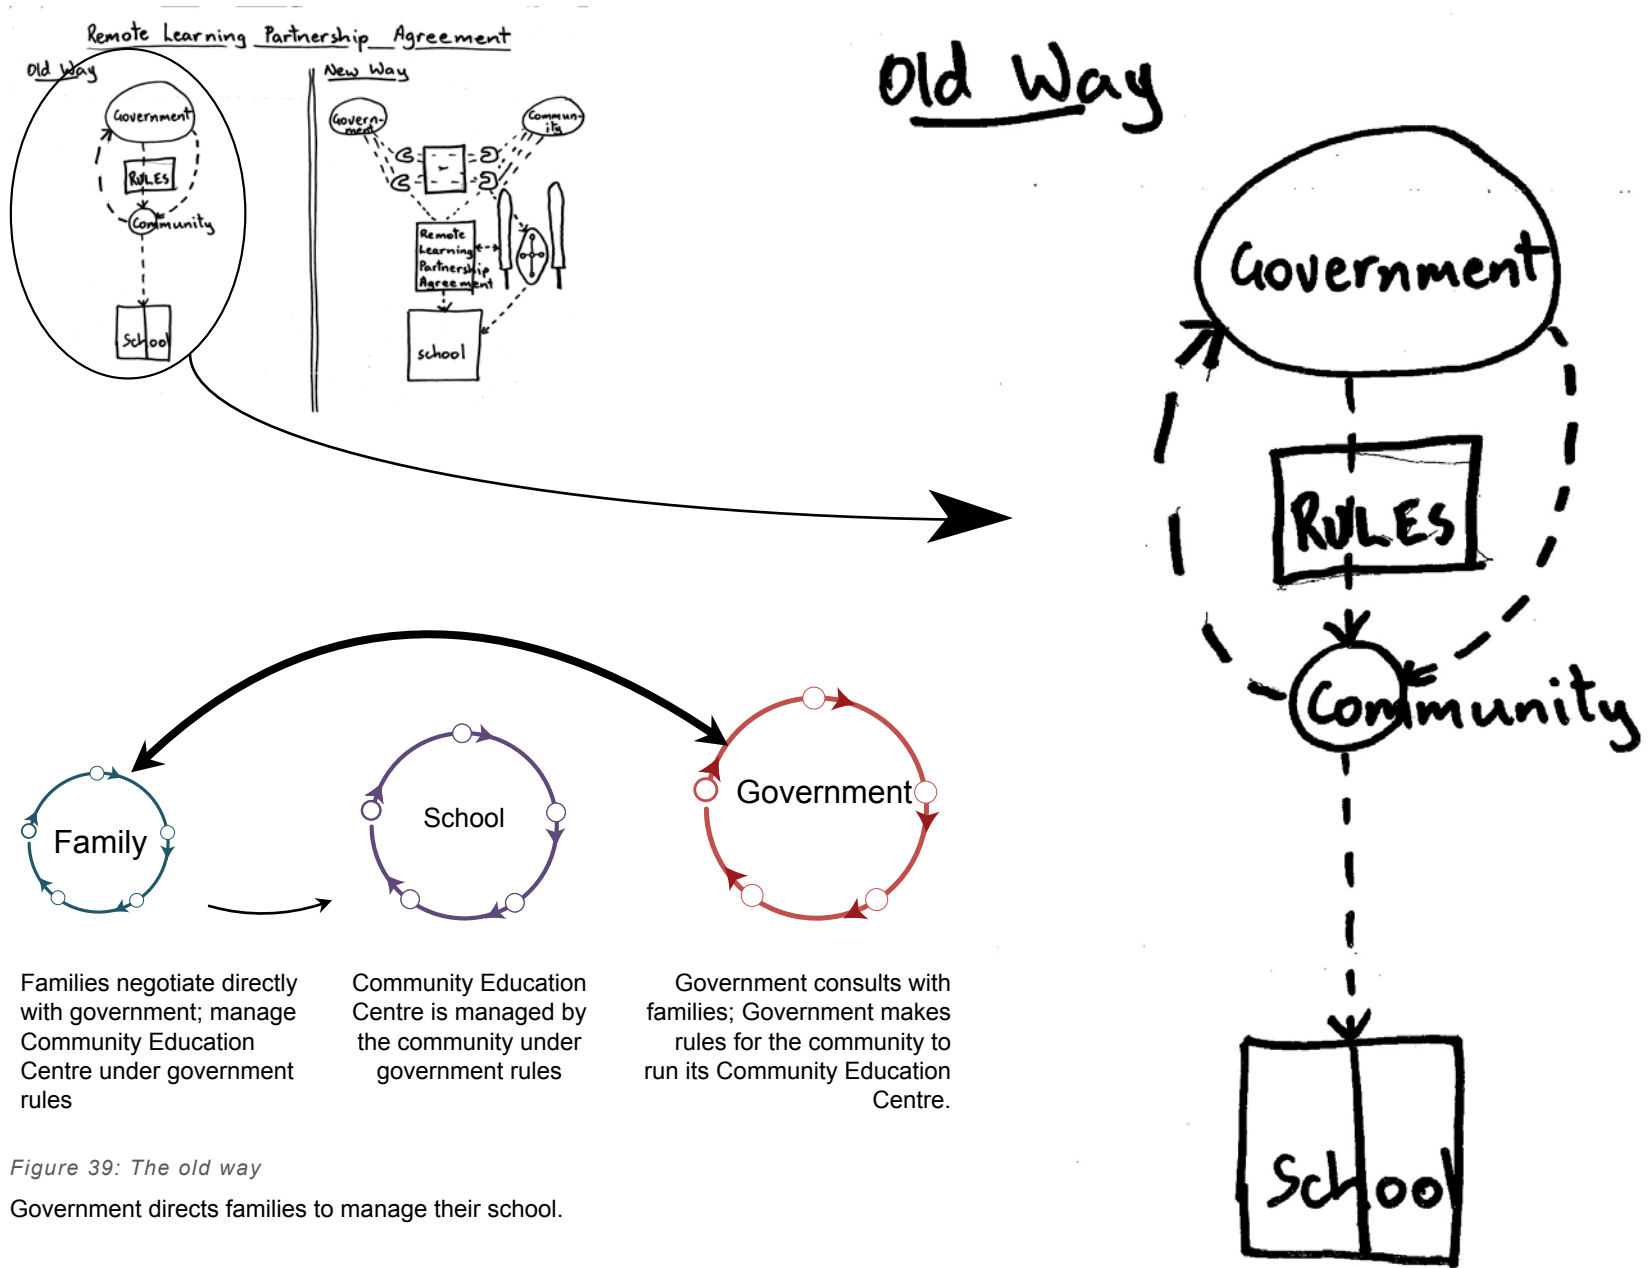 Remote Learning Partnership Agreement
Old Way
Government
RULES
Community
School
New Way
Govern-
ment
Commun-
ity
Remote
Learning
Partnership
Agreement
school
Old Way
Government
RULES
Community
School
Family
School
Government
Families negotiate directly
with government; manage
Community Education
Centre under government
rules
Community Education
Centre is managed by
the community under
government rules
Government consults with
families; Government makes
rules for the community to
run its Community Education
Centre.
Figure 39: The old way
Government directs families to manage their school.